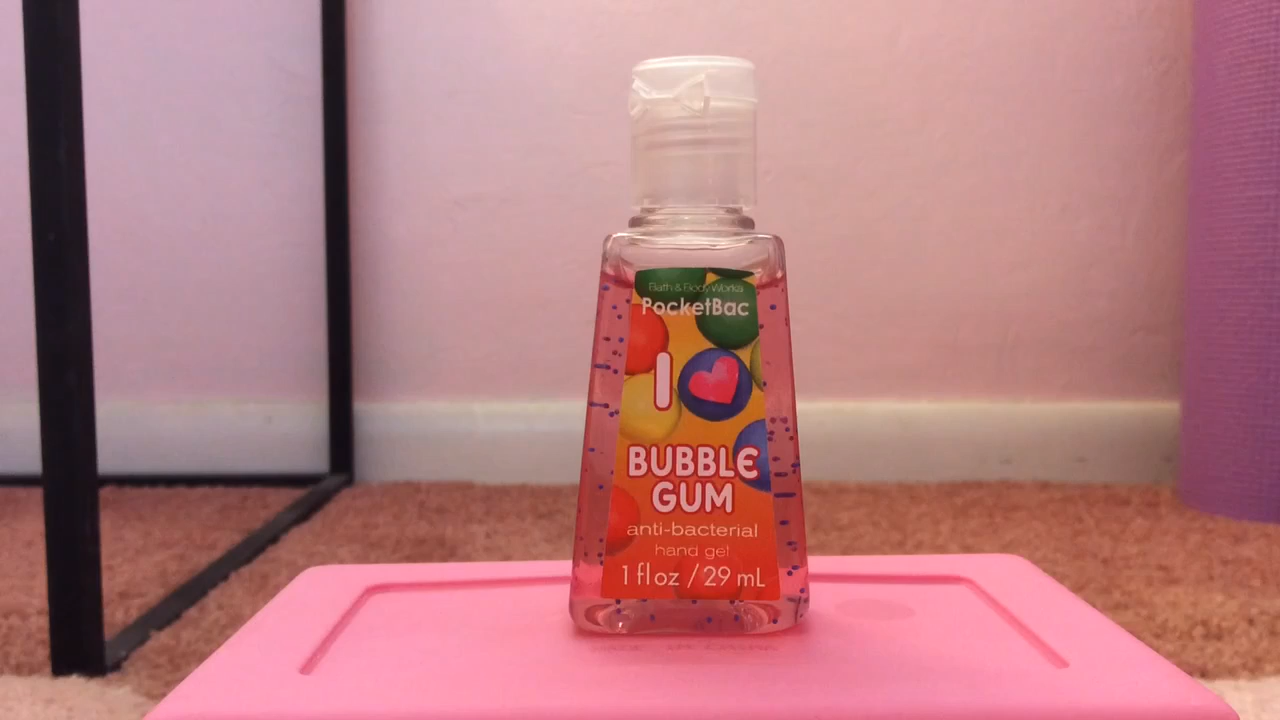 Bath & Body Works
PocketBac
I
BUBBLE
GUM
anti-bacterial
hand gel
1 fl oz / 29 mL